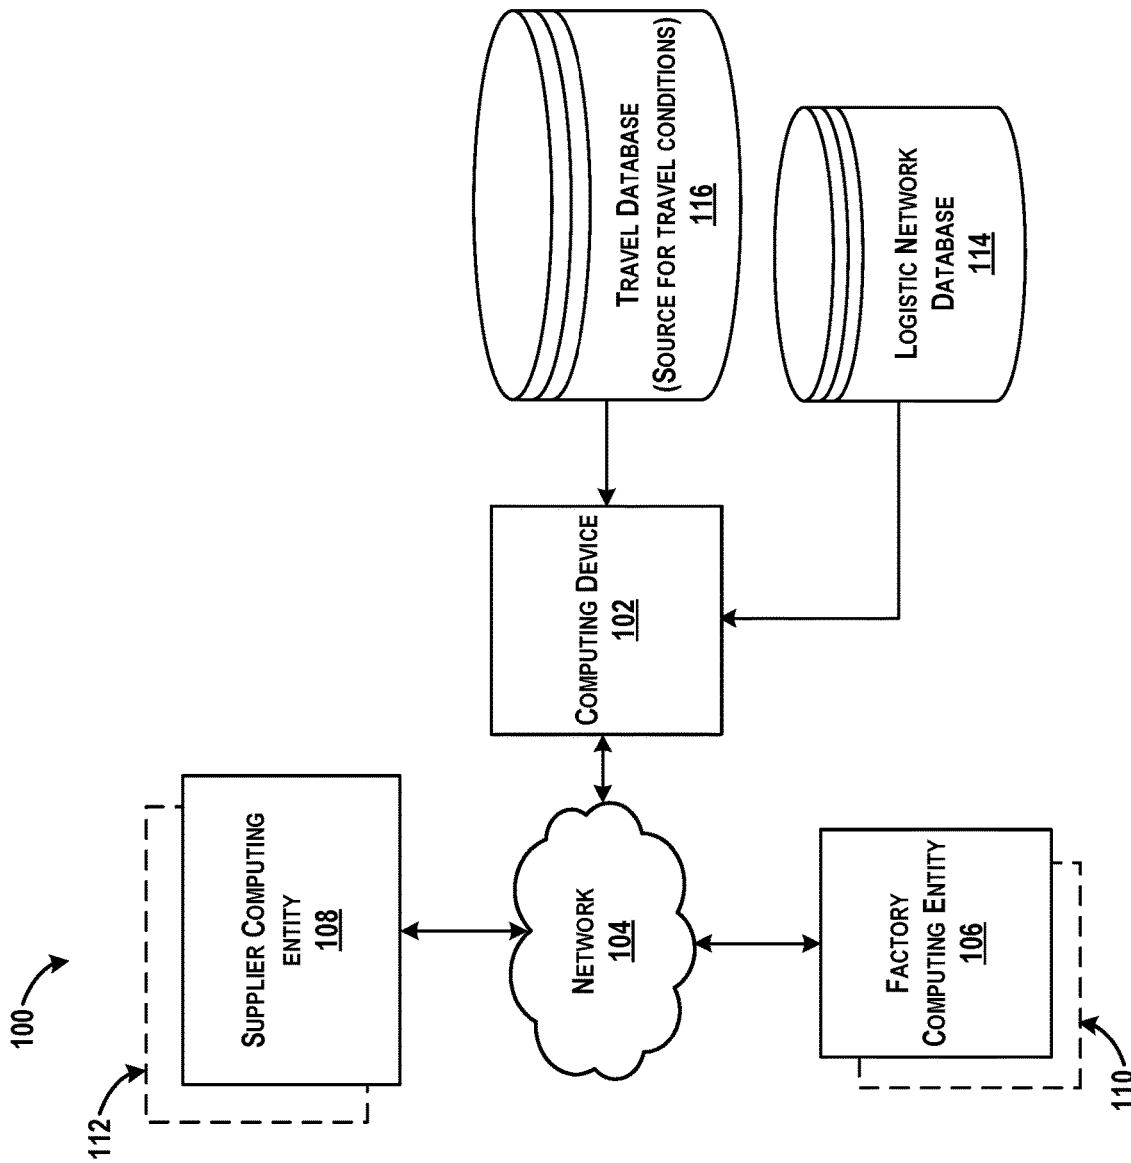 100
112
SUPPLIER COMPUTING
ENTITY
108
NETWORK
104
FACTORY
COMPUTING ENTITY
106
110
COMPUTING DEVICE
102
TRAVEL DATABASE
(SOURCE FOR TRAVEL CONDITIONS)
116
LOGISTIC NETWORK
DATABASE
114